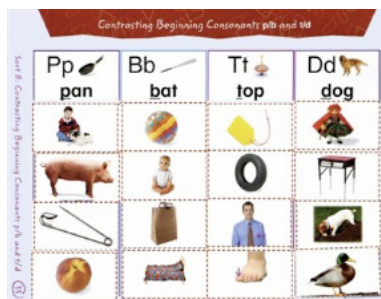 Contrasting Beginning Consonants p/b and t/d
Pp Bb Tt Dd
pan bat top dog
Sort 8: Contrasting Beginning Consonants p/b and t/d